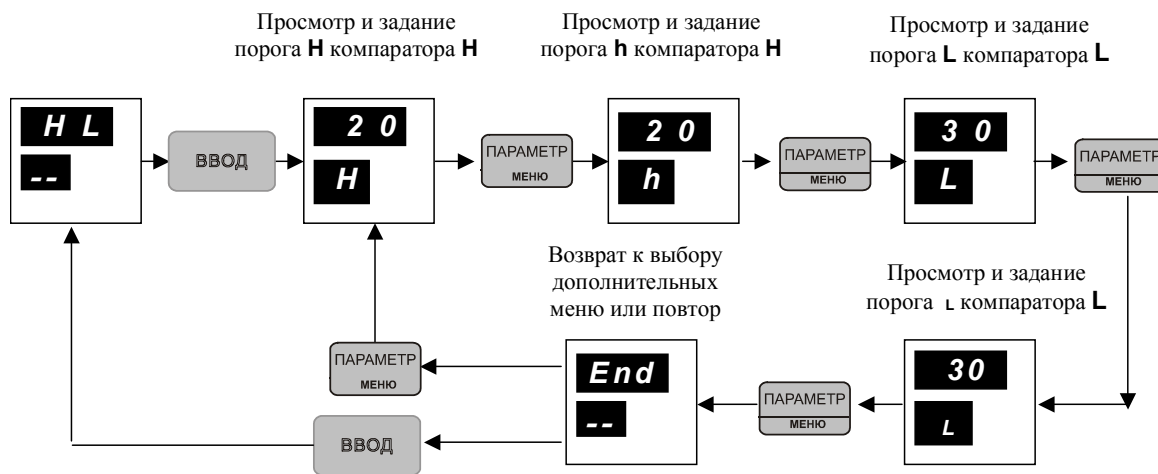 Просмотр и задание
порога H компаратора H
Просмотр и задание
порога h компаратора H
Просмотр и задание
порога L компаратора L
H L
--
ВВОД
2 0
H
ПАРАМЕТР
МЕНЮ
2 0
h
ПАРАМЕТР
МЕНЮ
3 0
L
ПАРАМЕТР
МЕНЮ
Возврат к выбору
дополнительных
меню или повтор
Просмотр и задание
порога ʟ компаратора L
ПАРАМЕТР
МЕНЮ
ВВОД
End
--
ПАРАМЕТР
МЕНЮ
30
ʟ